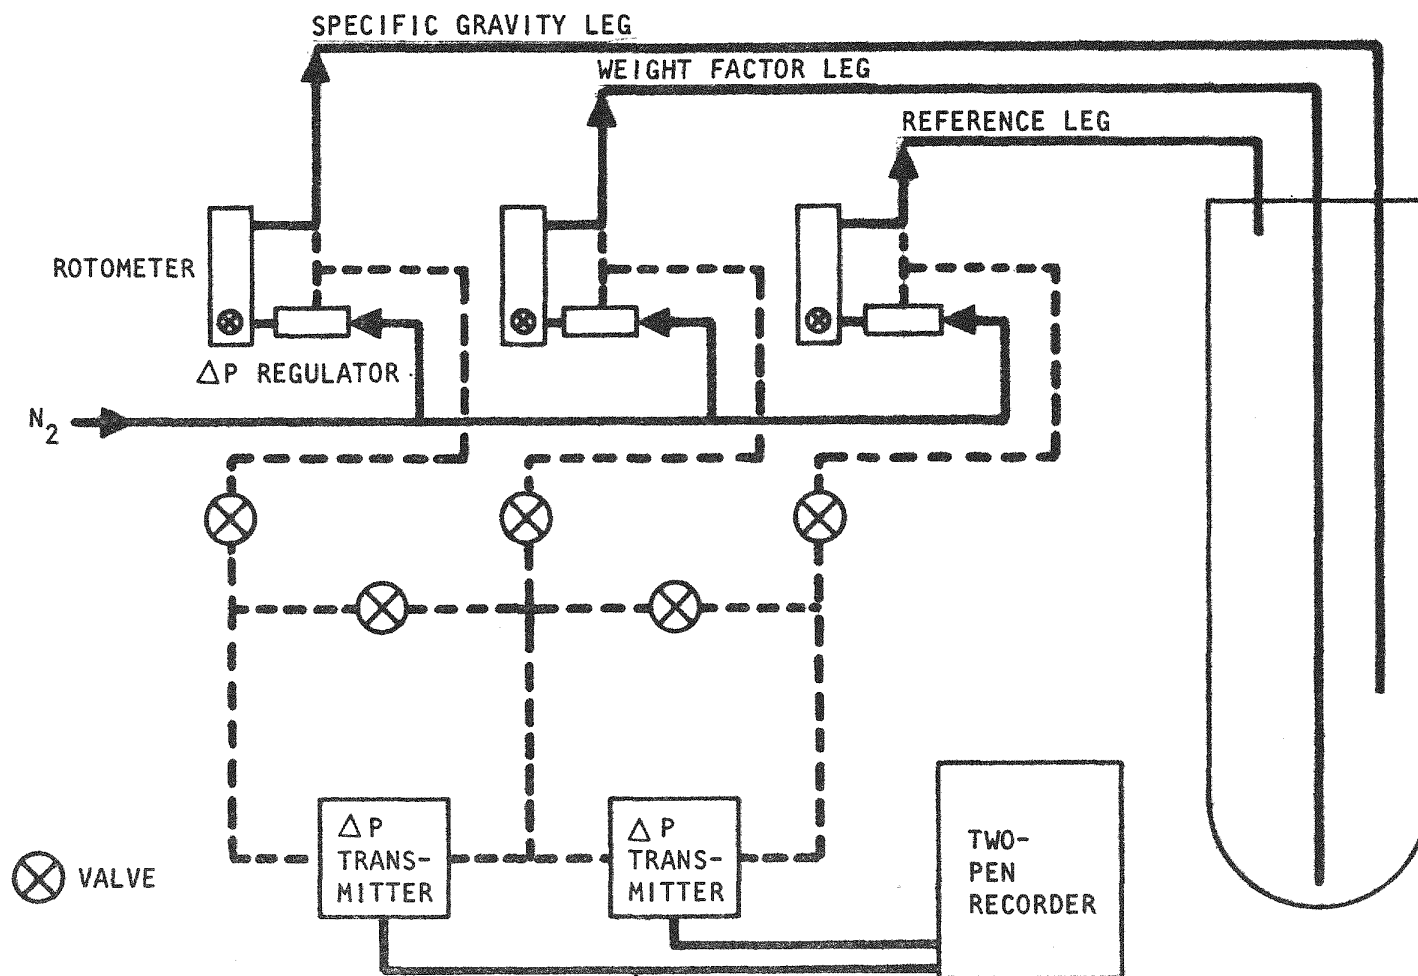 SPECIFIC GRAVITY LEG
WEIGHT FACTOR LEG
REFERENCE LEG
ROTOMETER
ΔP REGULATOR
N2
ΔP
TRANS-
MITTER
ΔP
TRANS-
MITTER
TWO-
PEN
RECORDER
VALVE